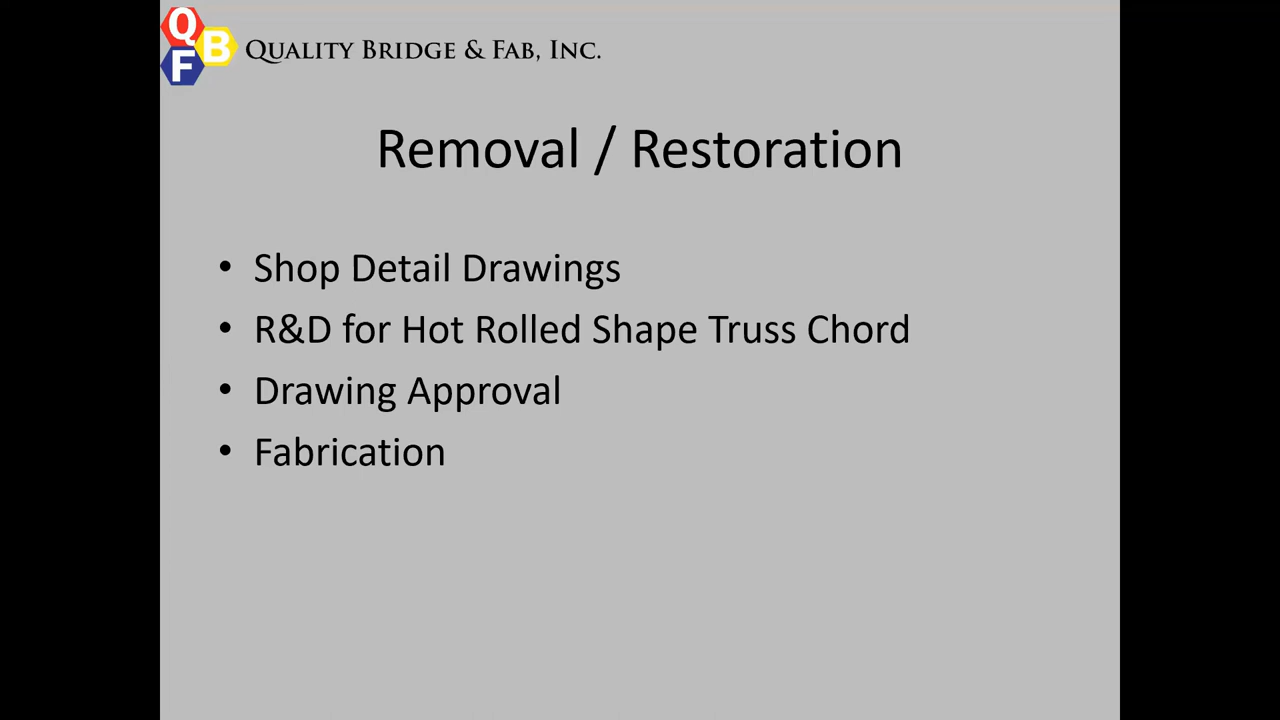 Q
B
F
QUALITY BRIDGE & FAB, INC.
Removal / Restoration
• Shop Detail Drawings
• R&D for Hot Rolled Shape Truss Chord
• Drawing Approval
• Fabrication